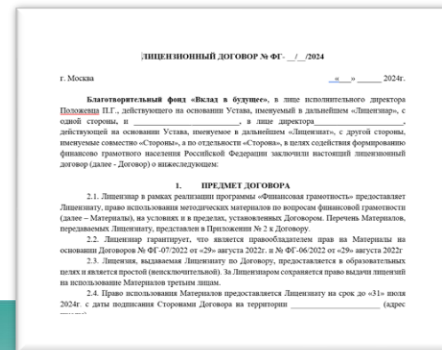 ЛИЦЕНЗИОННЫЙ ДОГОВОР № ФГ- __/__/2024
г. Москва «___» ______ 2024г.
Благотворительный фонд «Вклад в будущее», в лице исполнительного директора
Положевца П.Г., действующего на основании Устава, именуемый в дальнейшем «Лицензиар», с
одной стороны, и ________________________, в лице директора____________________,
действующей на основании Устава, именуемое в дальнейшем «Лицензиат», с другой стороны,
именуемые совместно «Стороны», а по отдельности «Сторона», в целях содействия формированию
финансово грамотного населения Российской Федерации заключили настоящий лицензионный
договор (далее - Договор) о нижеследующем:
1. ПРЕДМЕТ ДОГОВОРА
2.1. Лицензиар в рамках реализации программы «Финансовая грамотность» предоставляет
Лицензиату, право использования методических материалов по вопросам финансовой грамотности
(далее – Материалы), на условиях и в пределах, установленных Договором. Перечень Материалов,
передаваемых Лицензиату, представлен в Приложении № 2 к Договору.
2.2. Лицензиар гарантирует, что является правообладателем прав на Материалы на
основании Договоров № ФГ-07/2022 от «29» августа 2022г. и № ФГ-06/2022 от «29» августа 2022г
2.3. Лицензия, выдаваемая Лицензиату по Договору, предоставляется в образовательных
целях и является простой (неисключительной). За Лицензиаром сохраняется право выдачи лицензий
на использование Материалов третьим лицам.
2.4. Право использования Материалов предоставляется Лицензиату на срок до «31» июля
2024г. с даты подписания Сторонами Договора на территории ____________________ (адрес